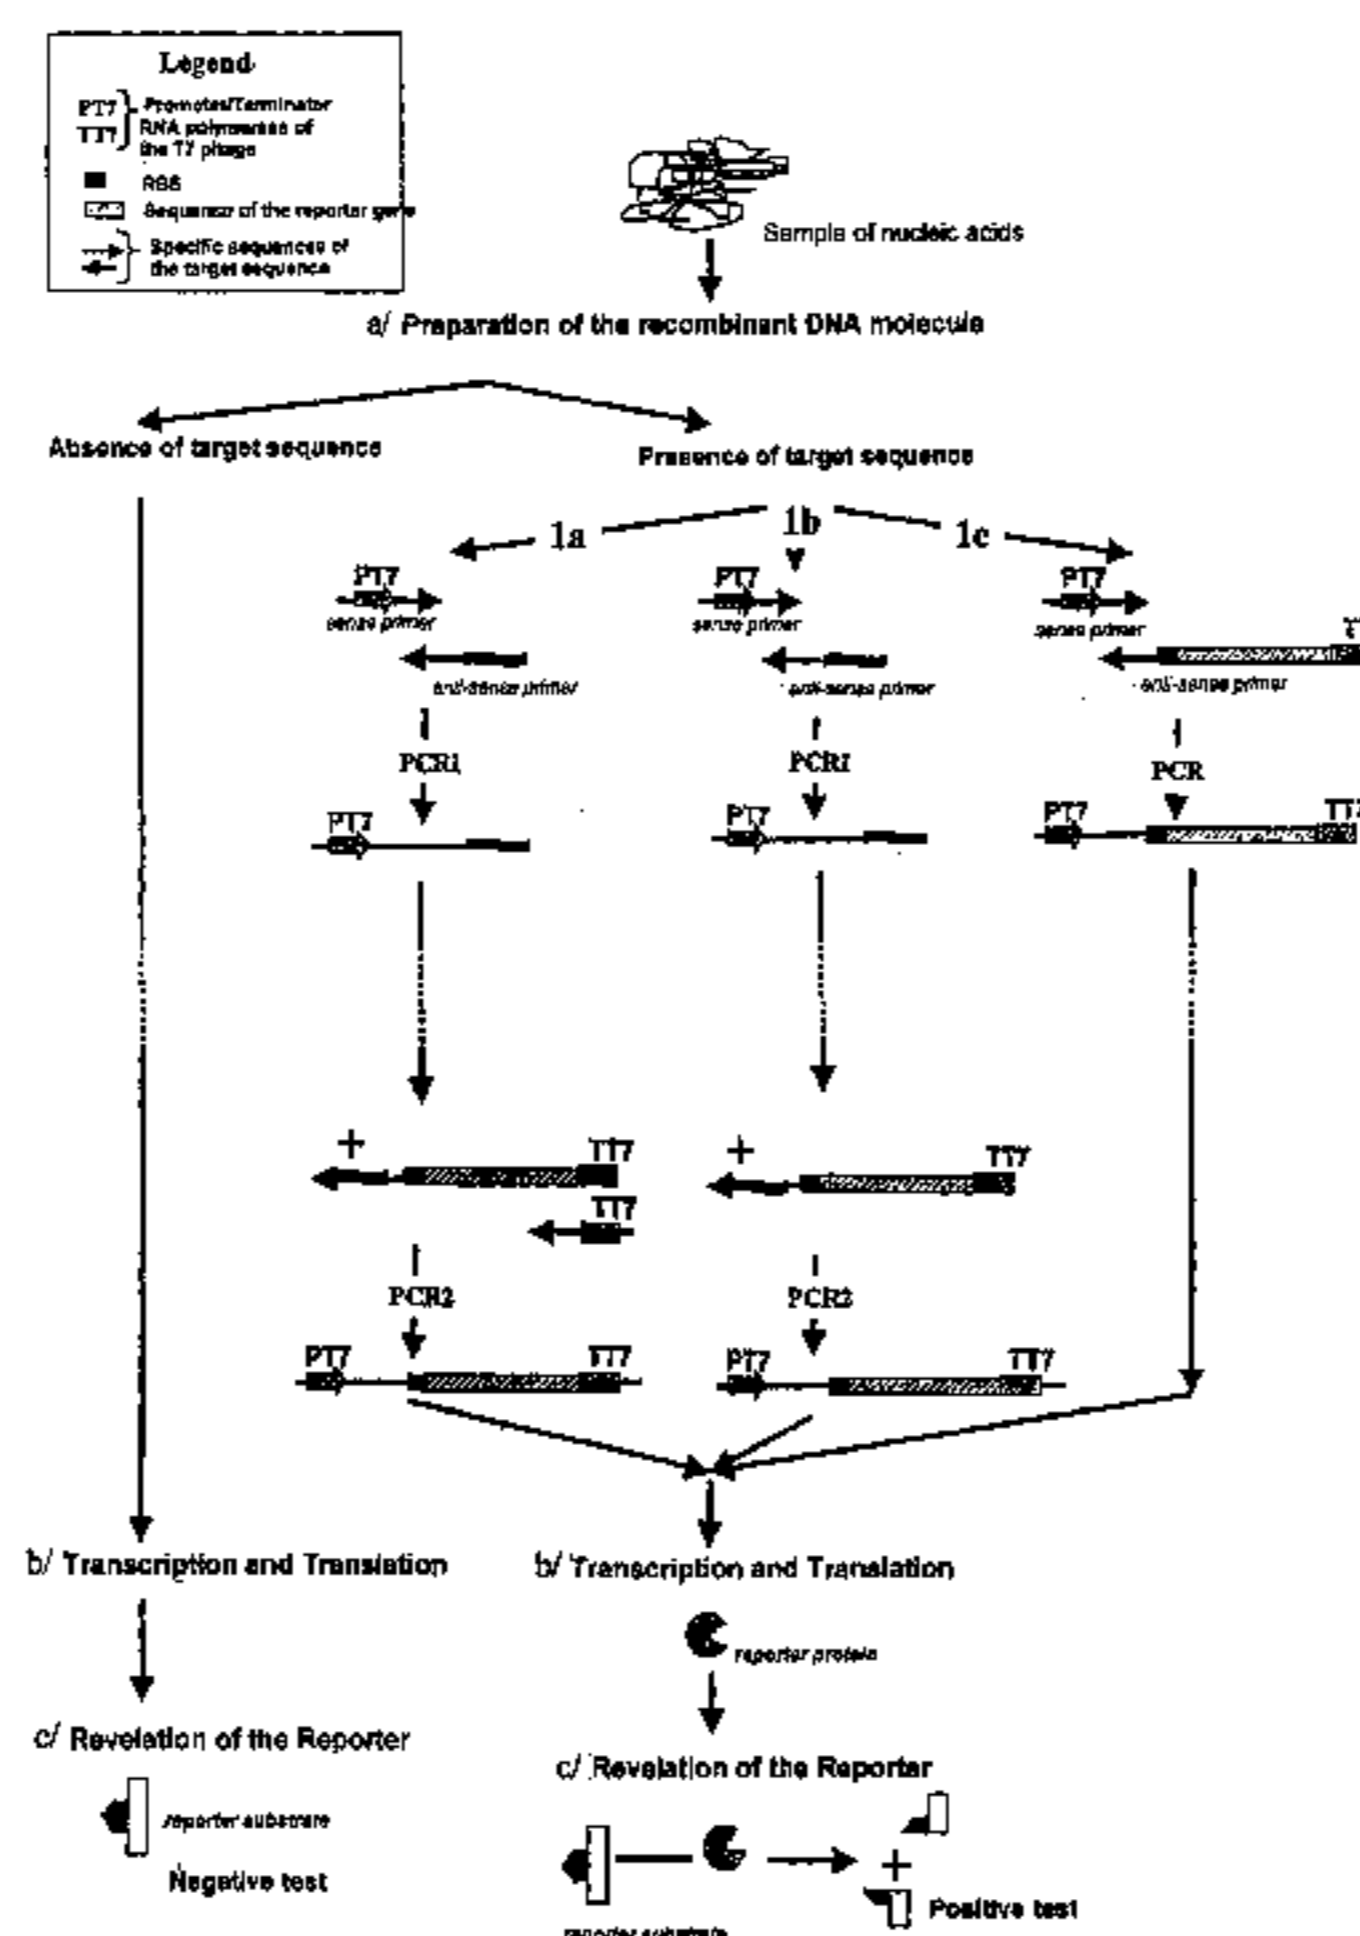 Legend
PT7 Promoter/Terminator
TT7 RNA polymerase of
the T7 phage
RBS
Sequence of the reporter gene
Specific sequences of
the target sequence
Sample of nucleic acids
a/ Preparation of the recombinant DNA molecule
Absence of target sequence
Presence of target sequence
1a
1b
1c
PT7
PT7
PT7
sense primer
sense primer
sense primer
anti-sense primer
anti-sense primer
anti-sense primer
PCR1
PCR1
PCR
PT7
PT7
PT7
TT7
+
TT7
+
TT7
TT7
PCR2
PCR2
PT7
TT7
PT7
TT7
b/ Transcription and Translation
b/ Transcription and Translation
reporter protein
c/ Revelation of the Reporter
c/ Revelation of the Reporter
reporter substrate
Negative test
+
Positive test
reporter substrate